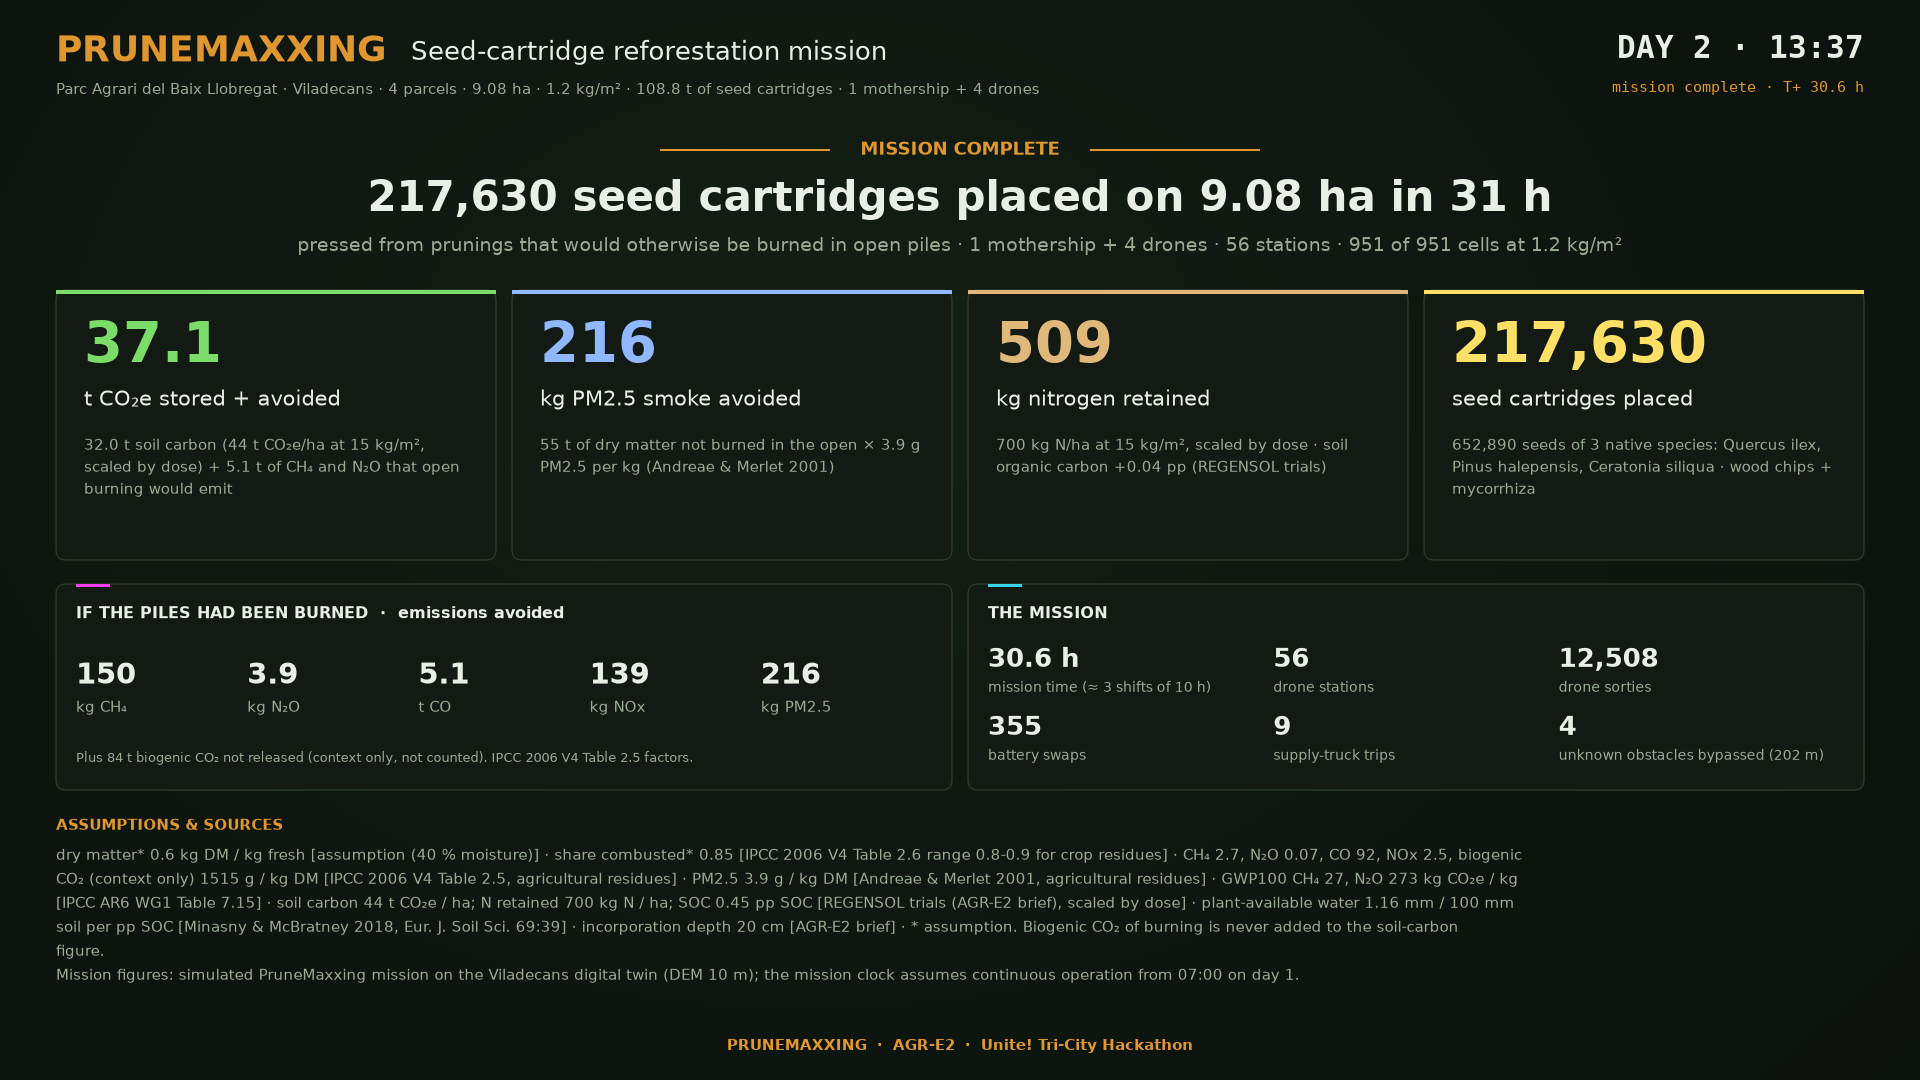 PRUNEMAXXING Seed-cartridge reforestation mission
DAY 2 · 13:37
Parc Agrari del Baix Llobregat · Viladecans · 4 parcels · 9.08 ha · 1.2 kg/m² · 108.8 t of seed cartridges · 1 mothership + 4 drones
mission complete · T+ 30.6 h
MISSION COMPLETE
217,630 seed cartridges placed on 9.08 ha in 31 h
pressed from prunings that would otherwise be burned in open piles · 1 mothership + 4 drones · 56 stations · 951 of 951 cells at 1.2 kg/m²
37.1
t CO₂e stored + avoided
32.0 t soil carbon (44 t CO₂e/ha at 15 kg/m²,
scaled by dose) + 5.1 t of CH₄ and N₂O that open
burning would emit
216
kg PM2.5 smoke avoided
55 t of dry matter not burned in the open × 3.9 g
PM2.5 per kg (Andreae & Merlet 2001)
509
kg nitrogen retained
700 kg N/ha at 15 kg/m², scaled by dose · soil
organic carbon +0.04 pp (REGENSOL trials)
217,630
seed cartridges placed
652,890 seeds of 3 native species: Quercus ilex,
Pinus halepensis, Ceratonia siliqua · wood chips +
mycorrhiza
IF THE PILES HAD BEEN BURNED · emissions avoided
150
kg CH₄
3.9
kg N₂O
5.1
t CO
139
kg NOx
216
kg PM2.5
Plus 84 t biogenic CO₂ not released (context only, not counted). IPCC 2006 V4 Table 2.5 factors.
THE MISSION
30.6 h
mission time (≈ 3 shifts of 10 h)
56
drone stations
12,508
drone sorties
355
battery swaps
9
supply-truck trips
4
unknown obstacles bypassed (202 m)
ASSUMPTIONS & SOURCES
dry matter* 0.6 kg DM / kg fresh [assumption (40 % moisture)] · share combusted* 0.85 [IPCC 2006 V4 Table 2.6 range 0.8-0.9 for crop residues] · CH₄ 2.7, N₂O 0.07, CO 92, NOx 2.5, biogenic
CO₂ (context only) 1515 g / kg DM [IPCC 2006 V4 Table 2.5, agricultural residues] · PM2.5 3.9 g / kg DM [Andreae & Merlet 2001, agricultural residues] · GWP100 CH₄ 27, N₂O 273 kg CO₂e / kg
[IPCC AR6 WG1 Table 7.15] · soil carbon 44 t CO₂e / ha; N retained 700 kg N / ha; SOC 0.45 pp SOC [REGENSOL trials (AGR-E2 brief), scaled by dose] · plant-available water 1.16 mm / 100 mm
soil per pp SOC [Minasny & McBratney 2018, Eur. J. Soil Sci. 69:39] · incorporation depth 20 cm [AGR-E2 brief] · * assumption. Biogenic CO₂ of burning is never added to the soil-carbon
figure.
Mission figures: simulated PruneMaxxing mission on the Viladecans digital twin (DEM 10 m); the mission clock assumes continuous operation from 07:00 on day 1.
PRUNEMAXXING · AGR-E2 · Unite! Tri-City Hackathon